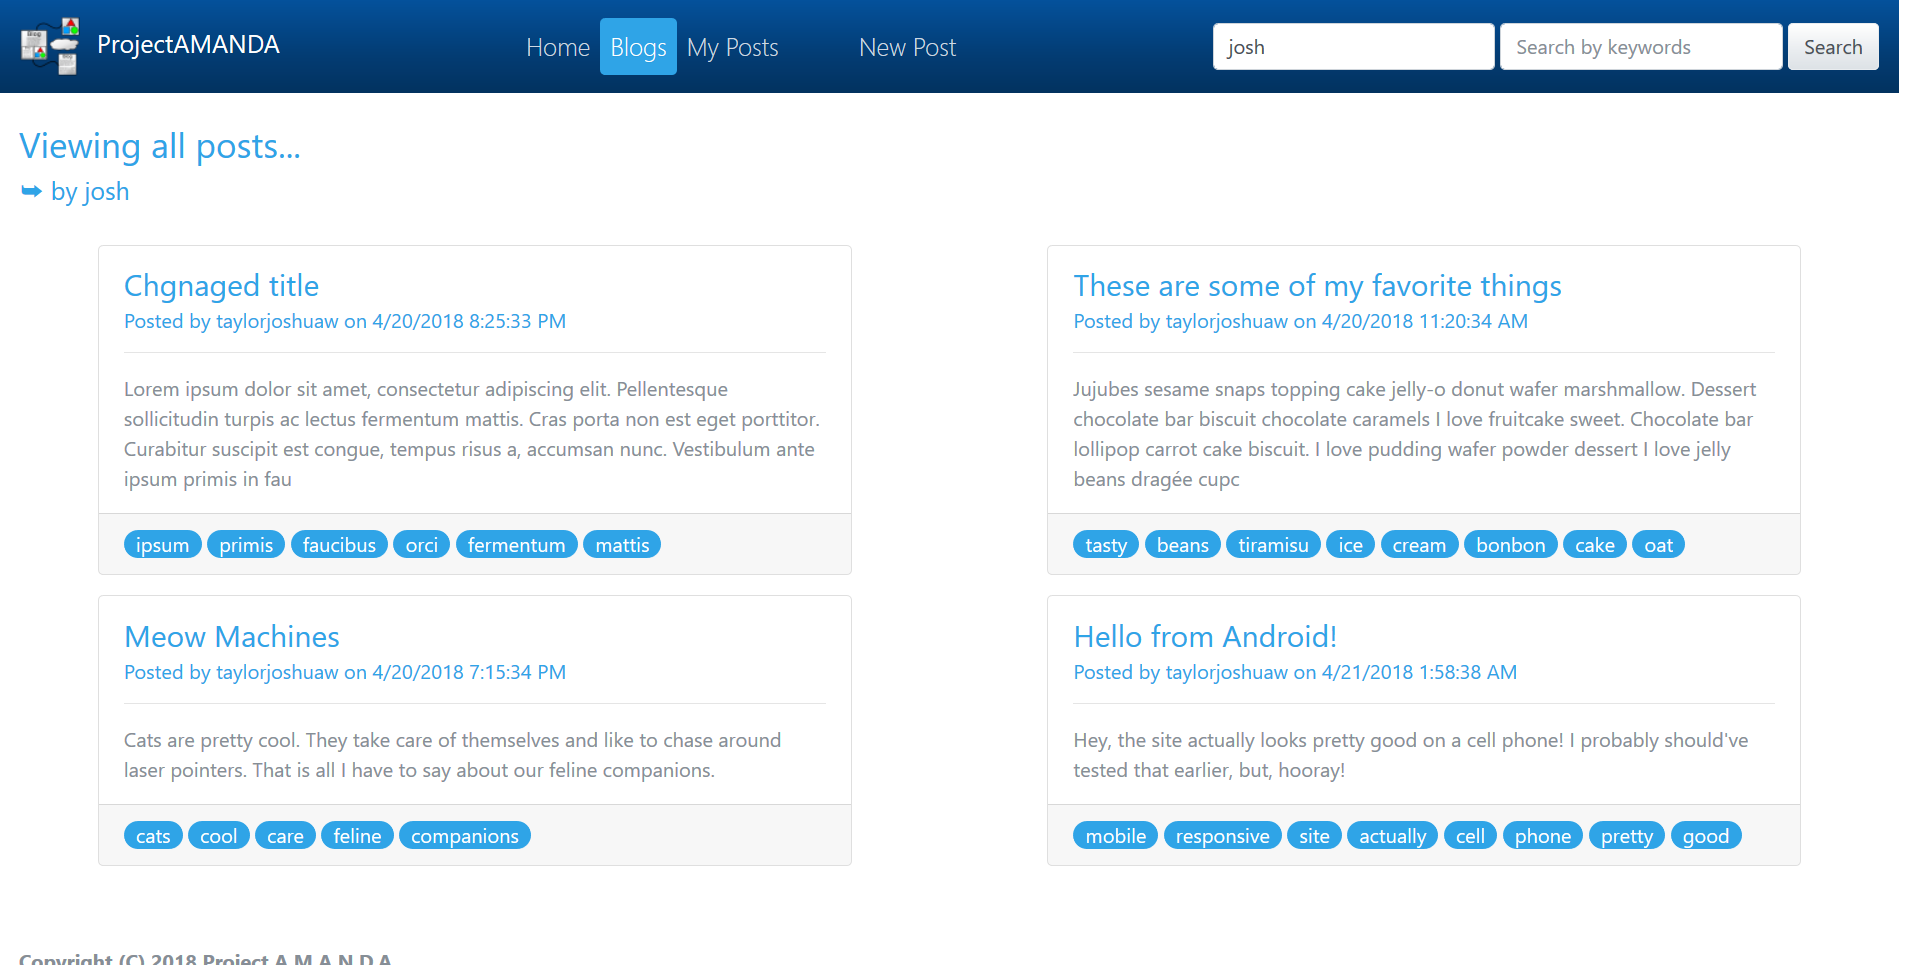 ProjectAMANDA
Home Blogs My Posts New Post
josh Search by keywords Search
Viewing all posts...
➥ by josh
Chgnaged title
Posted by taylorjoshuaw on 4/20/2018 8:25:33 PM
Lorem ipsum dolor sit amet, consectetur adipiscing elit. Pellentesque
sollicitudin turpis ac lectus fermentum mattis. Cras porta non est eget porttitor.
Curabitur suscipit est congue, tempus risus a, accumsan nunc. Vestibulum ante
ipsum primis in fau
ipsum primis faucibus orci fermentum mattis
These are some of my favorite things
Posted by taylorjoshuaw on 4/20/2018 11:20:34 AM
Jujubes sesame snaps topping cake jelly-o donut wafer marshmallow. Dessert
chocolate bar biscuit chocolate caramels I love fruitcake sweet. Chocolate bar
lollipop carrot cake biscuit. I love pudding wafer powder dessert I love jelly
beans dragée cupc
tasty beans tiramisu ice cream bonbon cake oat
Meow Machines
Posted by taylorjoshuaw on 4/20/2018 7:15:34 PM
Cats are pretty cool. They take care of themselves and like to chase around
laser pointers. That is all I have to say about our feline companions.
cats cool care feline companions
Hello from Android!
Posted by taylorjoshuaw on 4/21/2018 1:58:38 AM
Hey, the site actually looks pretty good on a cell phone! I probably should've
tested that earlier, but, hooray!
mobile responsive site actually cell phone pretty good
Copyright (C) 2018 Project A.M.A.N.D.A.